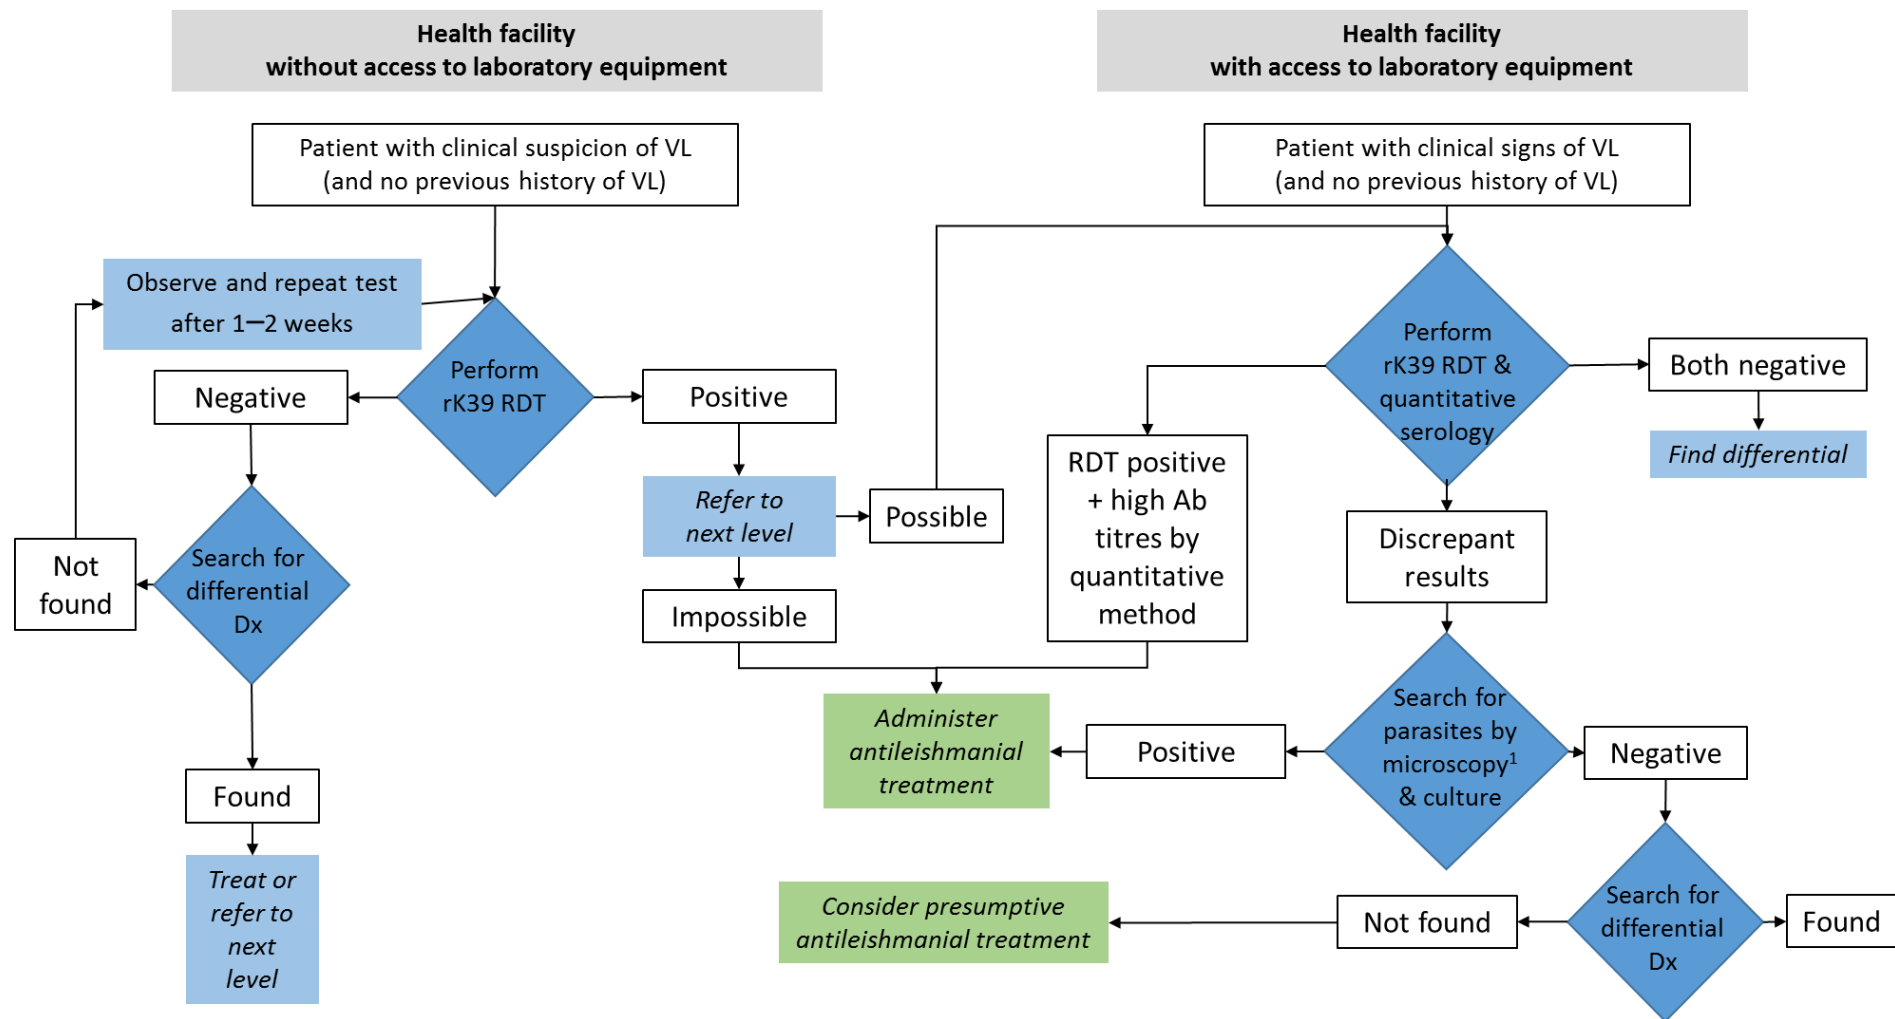 Health facility
without access to laboratory equipment
Patient with clinical suspicion of VL
(and no previous history of VL)
Observe and repeat test
after 1–2 weeks
Perform
rK39 RDT
Negative
Positive
Refer to
next level
Possible
Impossible
Search for
differential
Dx
Not
found
Found
Treat or
refer to
next
level
Health facility
with access to laboratory equipment
Patient with clinical signs of VL
(and no previous history of VL)
Perform
rK39 RDT &
quantitative
serology
Both negative
Find differential
RDT positive
+ high Ab
titres by
quantitative
method
Discrepant
results
Search for
parasites by
microscopy¹
& culture
Positive
Negative
Administer
antileishmanial
treatment
Search for
differential
Dx
Found
Not found
Consider presumptive
antileishmanial treatment